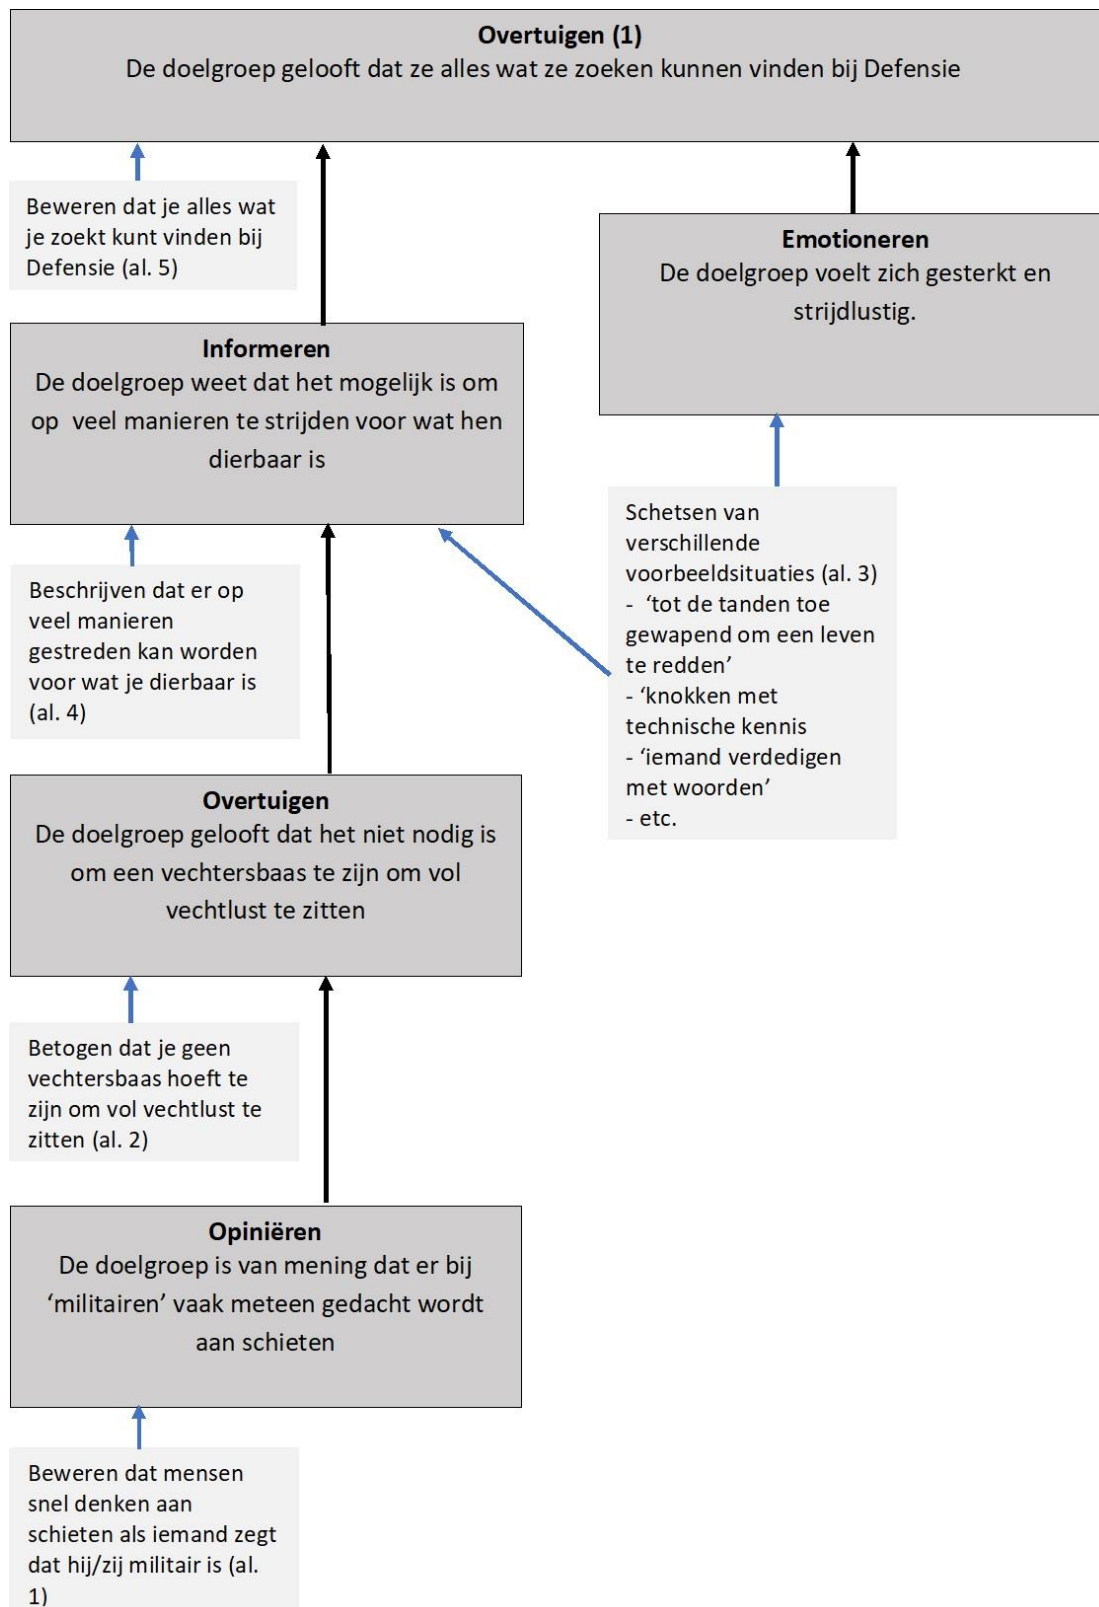 Overtuigen (1)
De doelgroep gelooft dat ze alles wat ze zoeken kunnen vinden bij Defensie
Beweren dat je alles wat
je zoekt kunt vinden bij
Defensie (al. 5)
Emotioneren
De doelgroep voelt zich gesterkt en
strijdlustig.
Informeren
De doelgroep weet dat het mogelijk is om
op  veel manieren te strijden voor wat hen
dierbaar is
Schetsen van
verschillende
voorbeeldsituaties (al. 3)
-  ‘tot de tanden toe
gewapend om een leven
te redden’
- ‘knokken met
technische kennis
- ‘iemand verdedigen
met woorden’
- etc.
Beschrijven dat er op
veel manieren
gestreden kan worden
voor wat je dierbaar is
(al. 4)
Overtuigen
De doelgroep gelooft dat het niet nodig is
om een vechtersbaas te zijn om vol
vechtlust te zitten
Betogen dat je geen
vechtersbaas hoeft te
zijn om vol vechtlust te
zitten (al. 2)
Opiniëren
De doelgroep is van mening dat er bij
‘militairen’ vaak meteen gedacht wordt
aan schieten
Beweren dat mensen
snel denken aan
schieten als iemand zegt
dat hij/zij militair is (al.
1)